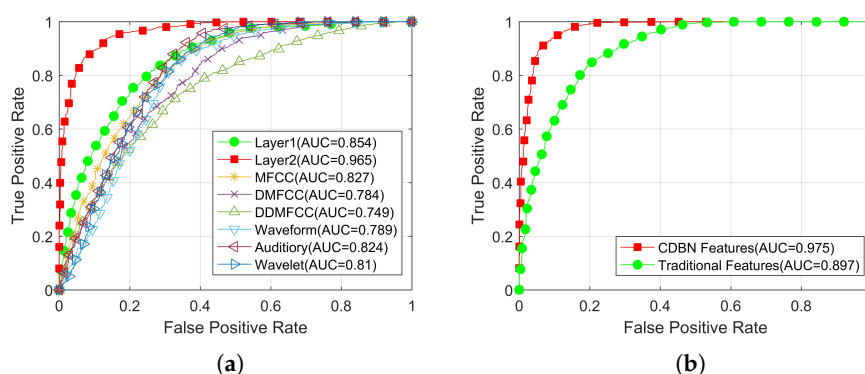 1
0.8
0.6
0.4
0.2
0
True Positive Rate
0 0.2 0.4 0.6 0.8 1
False Positive Rate
Layer1(AUC=0.854)
Layer2(AUC=0.965)
MFCC(AUC=0.827)
DMFCC(AUC=0.784)
DDMFCC(AUC=0.749)
Waveform(AUC=0.789)
Auditiory(AUC=0.824)
Wavelet(AUC=0.81)
(a)
1
0.8
0.6
0.4
0.2
0
True Positive Rate
0 0.2 0.4 0.6 0.8
False Positive Rate
CDBN Features(AUC=0.975)
Traditional Features(AUC=0.897)
(b)